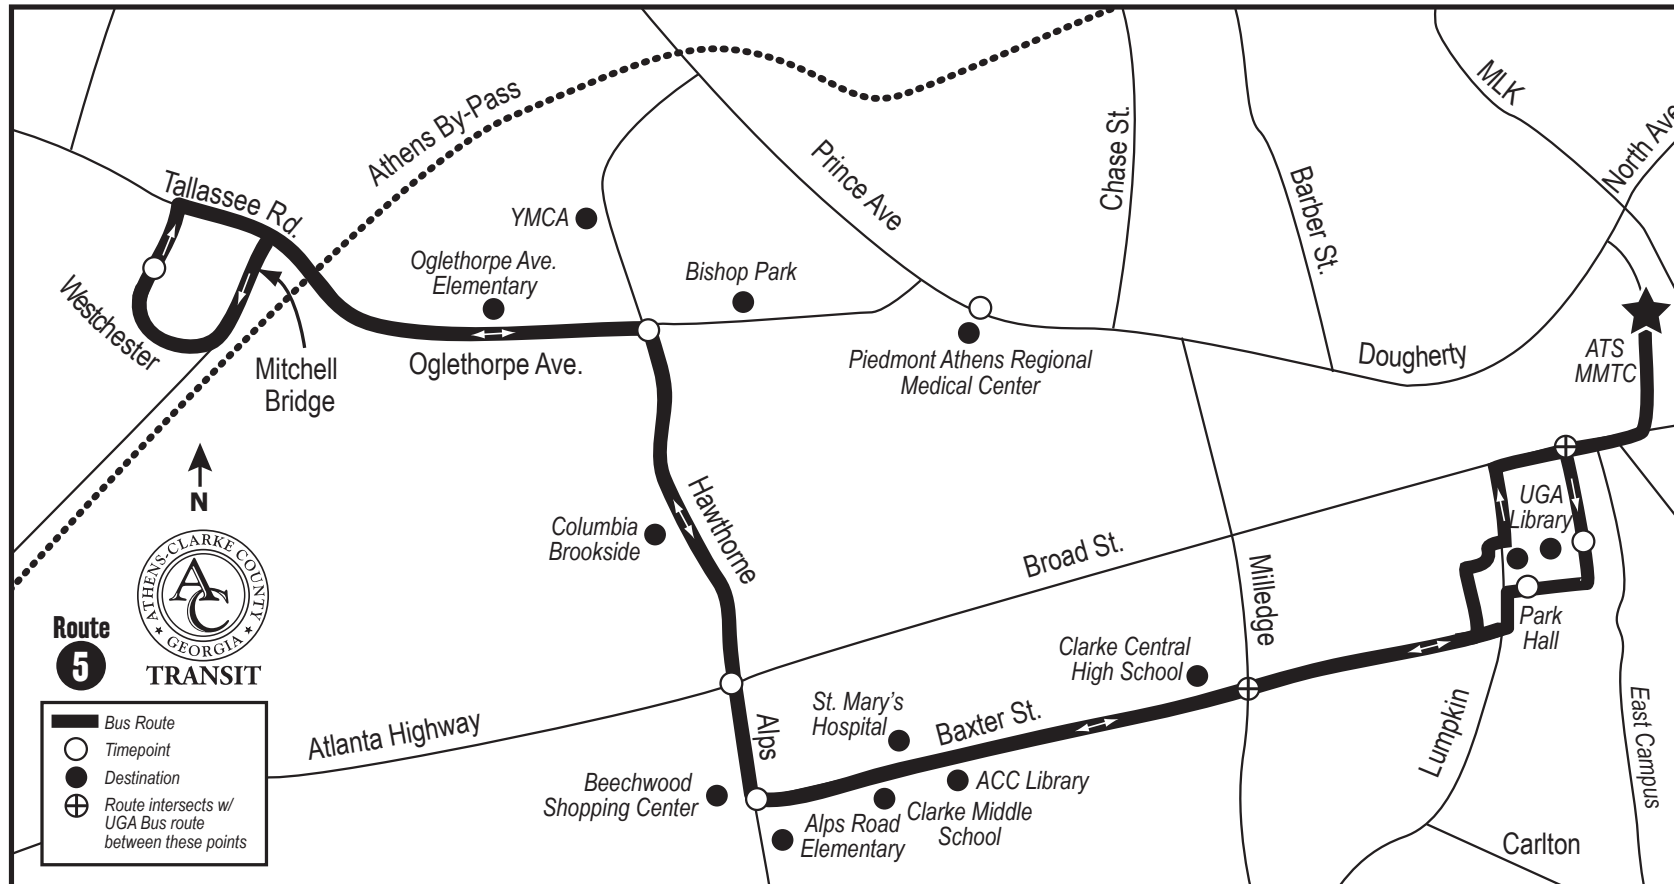 MLK
North Ave
Athens By-Pass
Chase St.
Prince Ave
Barber St.
Tallassee Rd.
YMCA
Oglethorpe Ave.
Elementary
Bishop Park
Westchester
Mitchell
Bridge
Oglethorpe Ave.
Piedmont Athens Regional
Medical Center
Dougherty
ATS
MMTC
N
Hawthorne
Columbia
Brookside
Broad St.
UGA
Library
Milledge
Park
Hall
ATHENS-CLARKE COUNTY
AC
GEORGIA
TRANSIT
Route
5
Clarke Central
High School
St. Mary's
Hospital
Baxter St.
Alps
Atlanta Highway
Lumpkin
East Campus
Beechwood
Shopping Center
ACC Library
Alps Road
Elementary
Clarke Middle
School
Carlton
Bus Route
Timepoint
Destination
Route intersects w/
UGA Bus route
between these points